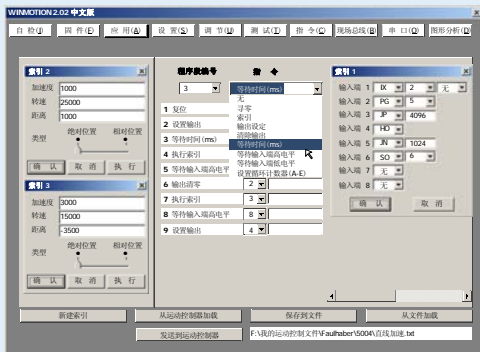 WINMOTION2.02 中文版
自 检(J) 固 件(F) 应 用(A) 设 置(S) 调 节(U) 测 试(T) 指 令(C) 现场总线(B) 串 口(O) 图形分析(D)
索引 2
加速度 1000
转速 25000
距离 1000
绝对位置 相对位置
类型
确 认 取 消 执 行
索引 3
加速度 3000
转速 15000
距离 -3500
绝对位置 相对位置
类型
确 认 取 消 执 行
程序段编号 指 令
3 等待时间(ms)
无
寻零
索引
输出设定
清除输出
等待时间(ms)
等待输入端高电平
等待输入端低电平
设置循环计数器(A-E)
1 复位
2 设置输出
3 等待时间(ms)
4 执行索引
5 等待输入端高电平
6 输出清零 2
7 执行索引 3
8 等待输入端高电平 8
9 设置输出 4
索引 1
输入端 1 IX 2 无
输入端 2 PG 5
输入端 3 JP 4096
输入端 4 HO
输入端 5 JN 1024
输入端 6 SO 6
输入端 7 无
输入端 8 无
确 认 取 消
新建索引 从运动控制器加载 保存到文件 从文件加载
发送到运动控制器 F:\我的运动控制文件\Faulhaber\5004\直线加速.txt